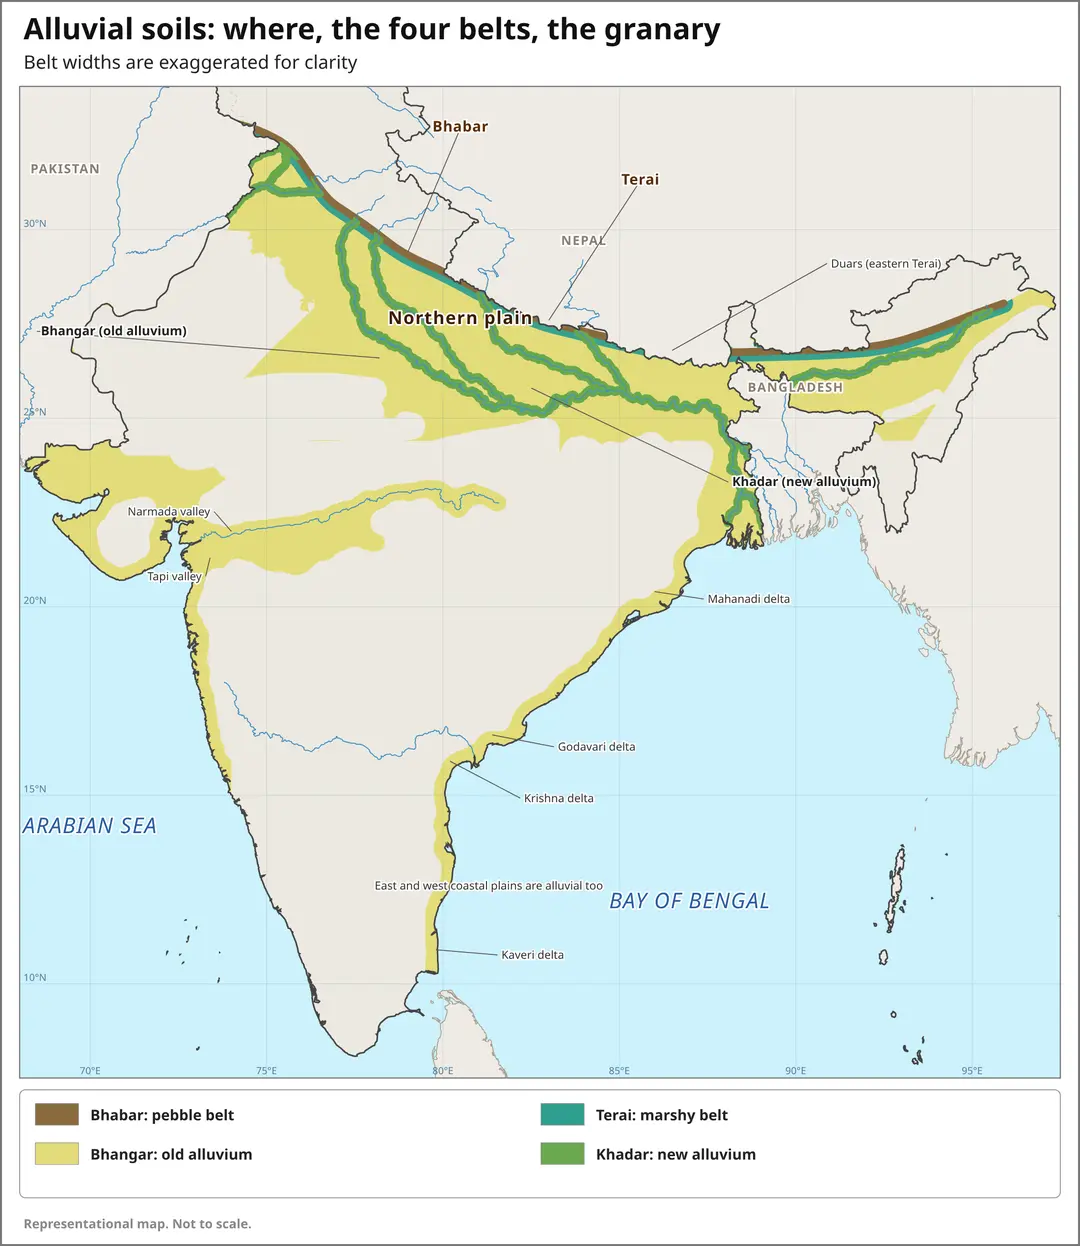 Alluvial soils: where, the four belts, the granary
Belt widths are exaggerated for clarity
Bhabar
PAKISTAN
Terai
30°N
NEPAL
Duars (eastern Terai)
Northern plain
Bhangar (old alluvium)
BANGLADESH
25°N
Khadar (new alluvium)
Narmada valley
Tapi valley
Mahanadi delta
20°N
Godavari delta
15°N
Krishna delta
ARABIAN SEA
East and west coastal plains are alluvial too
BAY OF BENGAL
Kaveri delta
10°N
70°E 75°E 80°E 85°E 90°E 95°E
Bhabar: pebble belt
Terai: marshy belt
Bhangar: old alluvium
Khadar: new alluvium
Representational map. Not to scale.